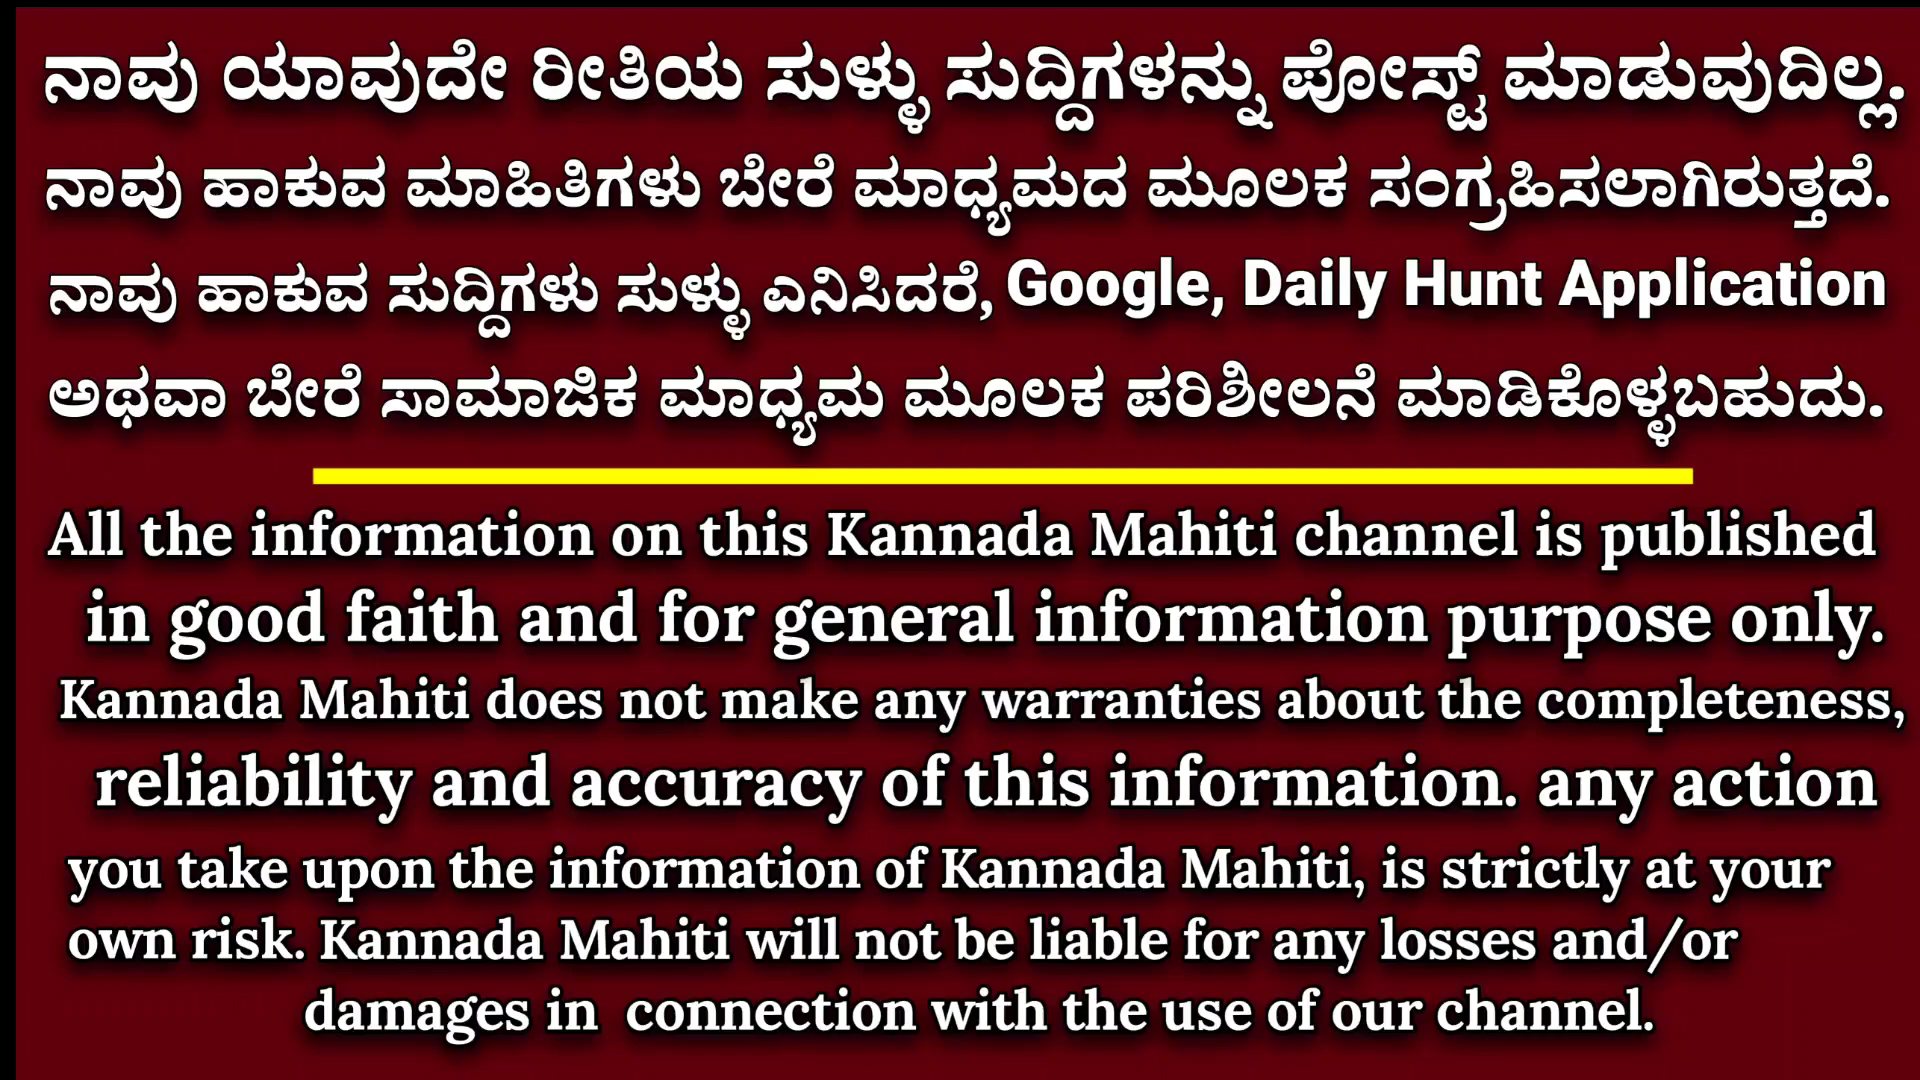 ನಾವು ಯಾವುದೇ ರೀತಿಯ ಸುಳ್ಳು ಸುದ್ದಿಗಳನ್ನು ಪೋಸ್ಟ್ ಮಾಡುವುದಿಲ್ಲ.
ನಾವು ಹಾಕುವ ಮಾಹಿತಿಗಳು ಬೇರೆ ಮಾಧ್ಯಮದ ಮೂಲಕ ಸಂಗ್ರಹಿಸಲಾಗಿರುತ್ತದೆ.
ನಾವು ಹಾಕುವ ಸುದ್ದಿಗಳು ಸುಳ್ಳು ಎನಿಸಿದರೆ, Google, Daily Hunt Application
ಅಥವಾ ಬೇರೆ ಸಾಮಾಜಿಕ ಮಾಧ್ಯಮ ಮೂಲಕ ಪರಿಶೀಲನೆ ಮಾಡಿಕೊಳ್ಳಬಹುದು.
All the information on this Kannada Mahiti channel is published
in good faith and for general information purpose only.
Kannada Mahiti does not make any warranties about the completeness,
reliability and accuracy of this information. any action
you take upon the information of Kannada Mahiti, is strictly at your
own risk. Kannada Mahiti will not be liable for any losses and/or
damages in  connection with the use of our channel.